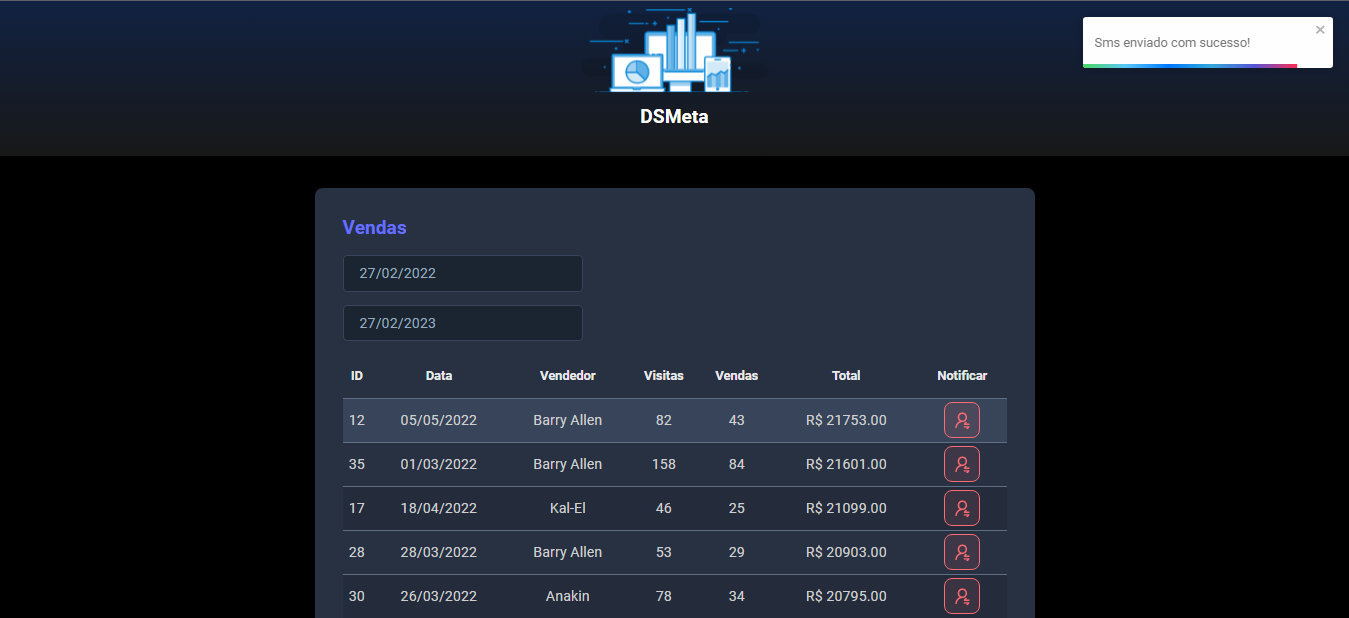 Sms enviado com sucesso!
DSMeta
Vendas
27/02/2022
27/02/2023
ID Data Vendedor Visitas Vendas Total Notificar
12 05/05/2022 Barry Allen 82 43 R$ 21753.00
35 01/03/2022 Barry Allen 158 84 R$ 21601.00
17 18/04/2022 Kal-El 46 25 R$ 21099.00
28 28/03/2022 Barry Allen 53 29 R$ 20903.00
30 26/03/2022 Anakin 78 34 R$ 20795.00